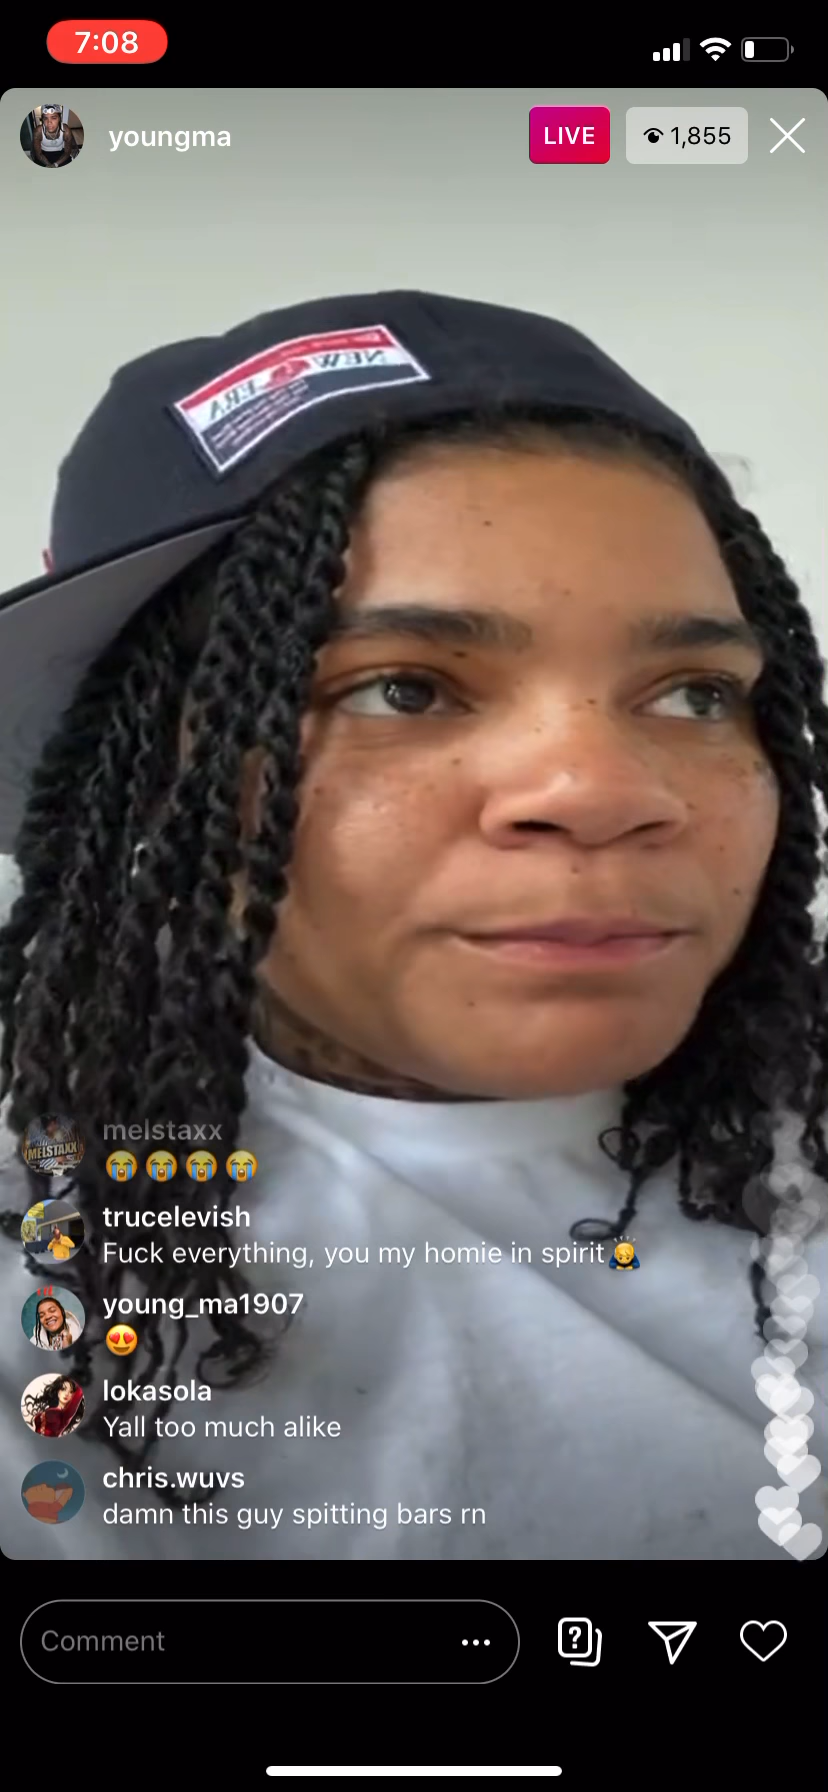 7:08
youngma
LIVE
1,855
NEW ERA
MELSTAXX
melstaxx
😭😭😭😭
trucelevish
Fuck everything, you my homie in spirit🙇
young_ma1907
😍
lokasola
Yall too much alike
chris.wuvs
damn this guy spitting bars rn
Comment